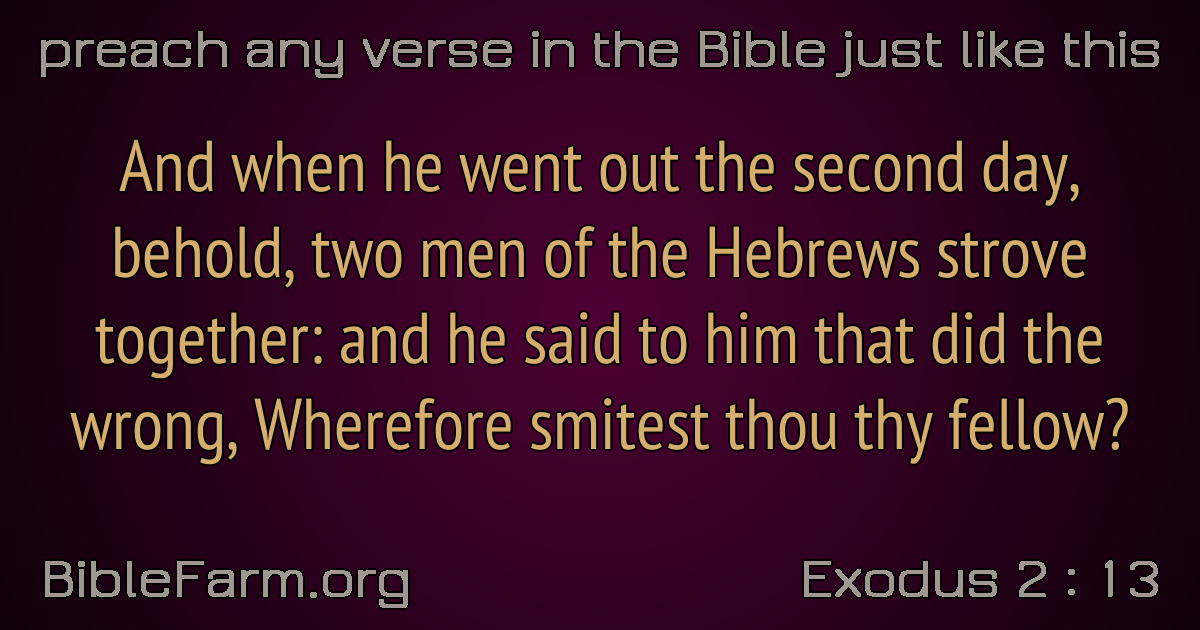 preach any verse in the Bible just like this
And when he went out the second day,
behold, two men of the Hebrews strove
together: and he said to him that did the
wrong, Wherefore smitest thou thy fellow?
BibleFarm.org
Exodus 2 : 13